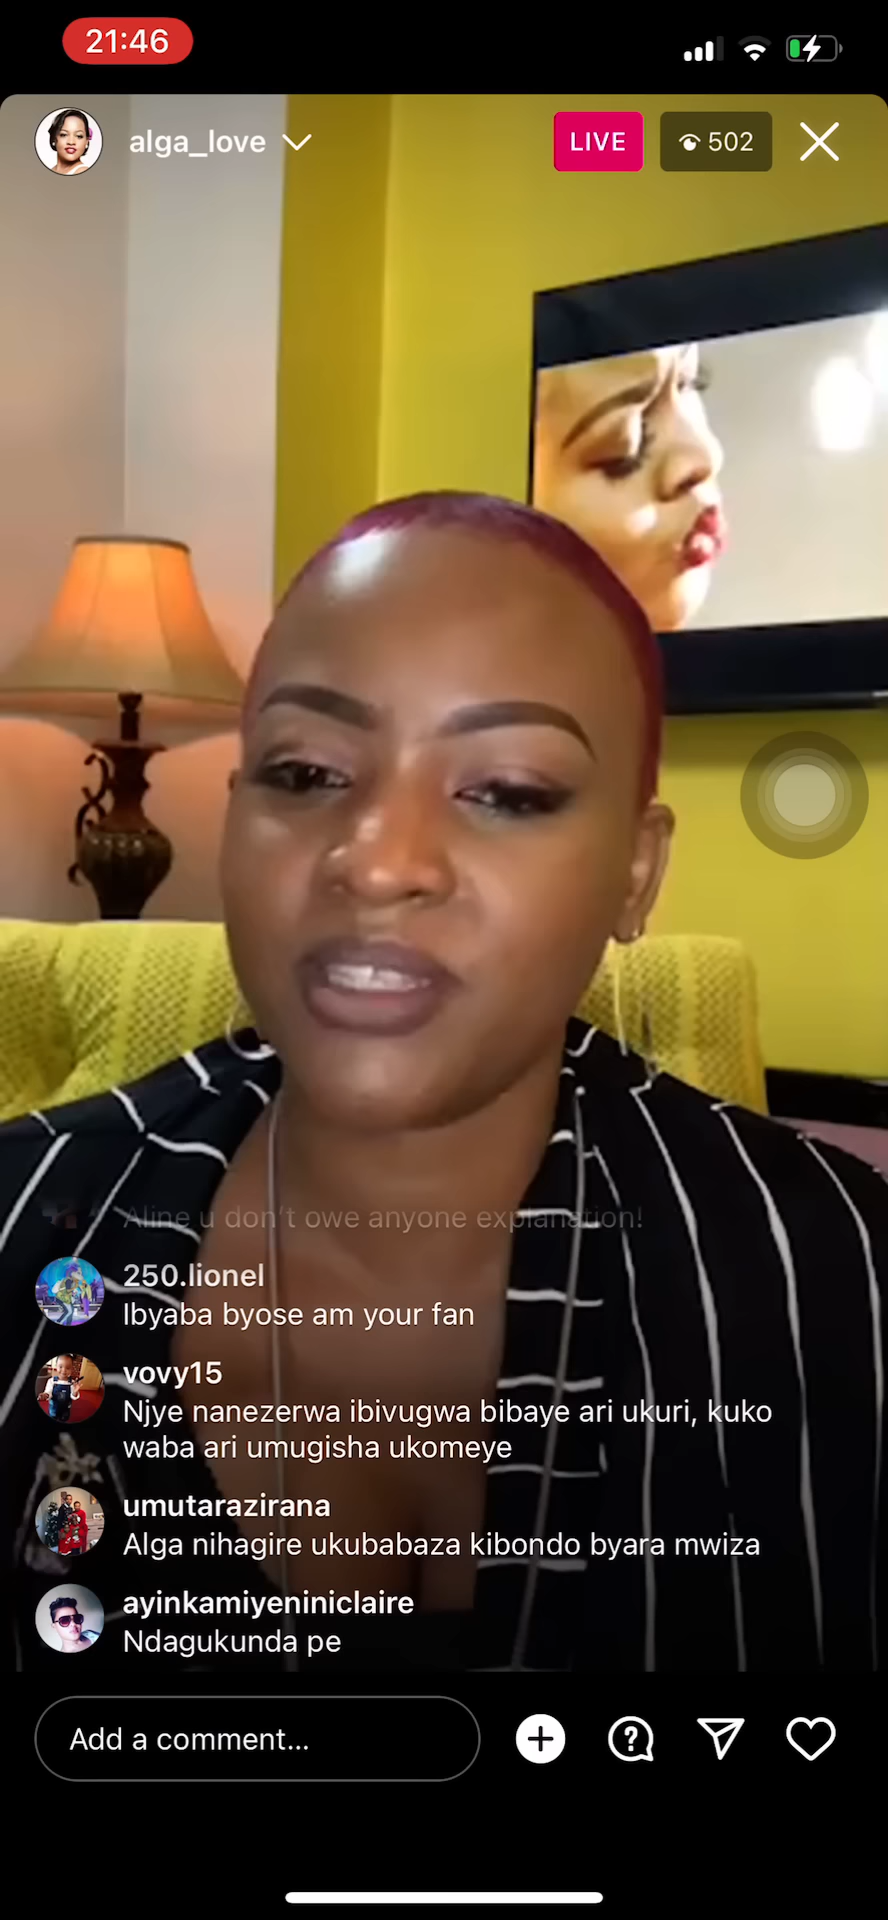 21:46
alga_love
LIVE
502
Aline u don't owe anyone explanation!
250.lionel
Ibyaba byose am your fan
vovy15
Njye nanezerwa ibivugwa bibaye ari ukuri, kuko
waba ari umugisha ukomeye
umutarazirana
Alga nihagire ukubabaza kibondo byara mwiza
ayinkamiyeniniclaire
Ndagukunda pe
Add a comment...